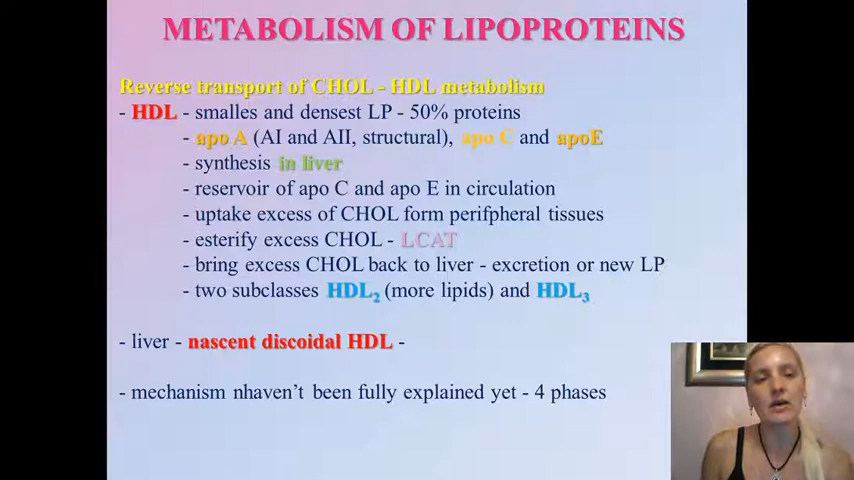 METABOLISM OF LIPOPROTEINS
Reverse transport of CHOL - HDL metabolism
- HDL - smalles and densest LP - 50% proteins
- apo A (AI and AII, structural), apo C and apoE
- synthesis in liver
- reservoir of apo C and apo E in circulation
- uptake excess of CHOL form perifpheral tissues
- esterify excess CHOL - LCAT
- bring excess CHOL back to liver - excretion or new LP
- two subclasses HDL2 (more lipids) and HDL3
- liver - nascent discoidal HDL -
- mechanism nhaven't been fully explained yet - 4 phases